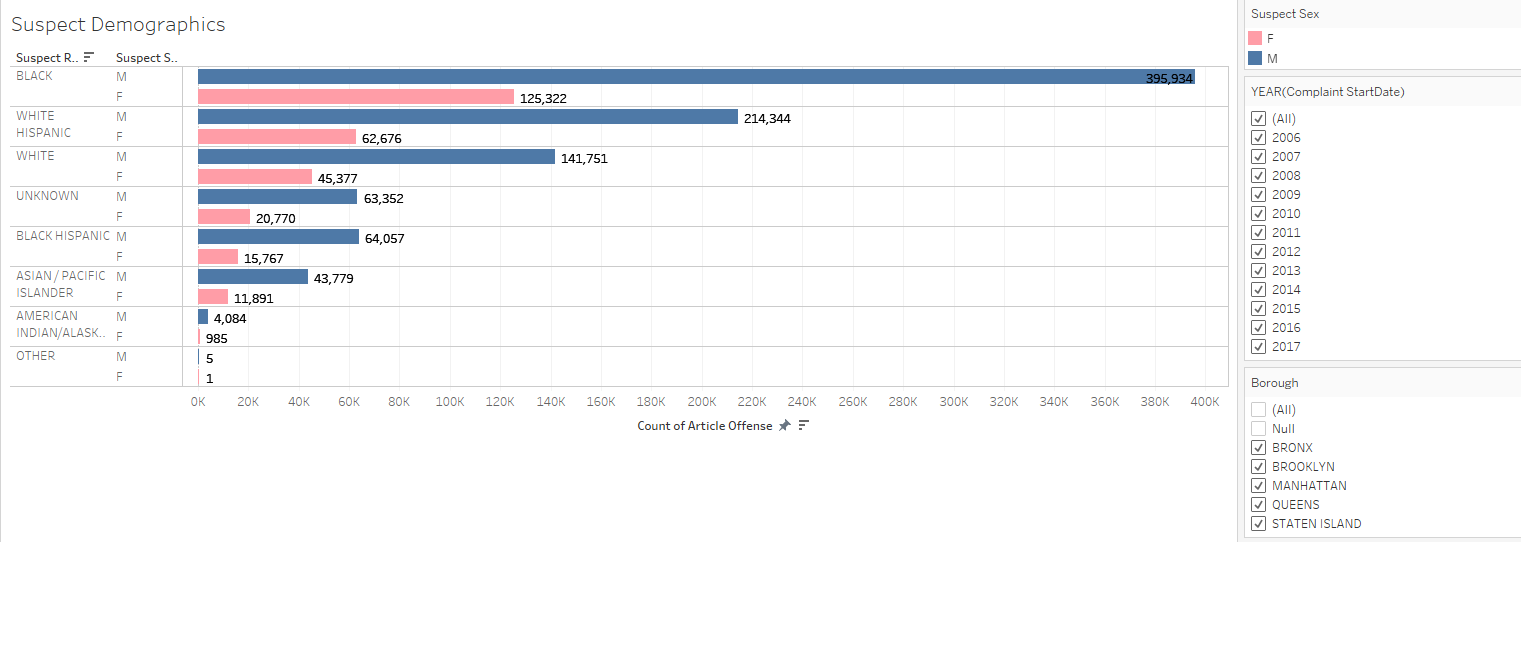 Suspect Demographics
Suspect R.. Suspect S..
BLACK M 395,934
F 125,322
WHITE M 214,344
HISPANIC F 62,676
WHITE M 141,751
F 45,377
UNKNOWN M 63,352
F 20,770
BLACK HISPANIC M 64,057
F 15,767
ASIAN / PACIFIC M 43,779
ISLANDER F 11,891
AMERICAN M 4,084
INDIAN/ALASK.. F 985
OTHER M 5
F 1
0K 20K 40K 60K 80K 100K 120K 140K 160K 180K 200K 220K 240K 260K 280K 300K 320K 340K 360K 380K 400K
Count of Article Offense
Suspect Sex
F
M
YEAR(Complaint StartDate)
(All)
2006
2007
2008
2009
2010
2011
2012
2013
2014
2015
2016
2017
Borough
(All)
Null
BRONX
BROOKLYN
MANHATTAN
QUEENS
STATEN ISLAND